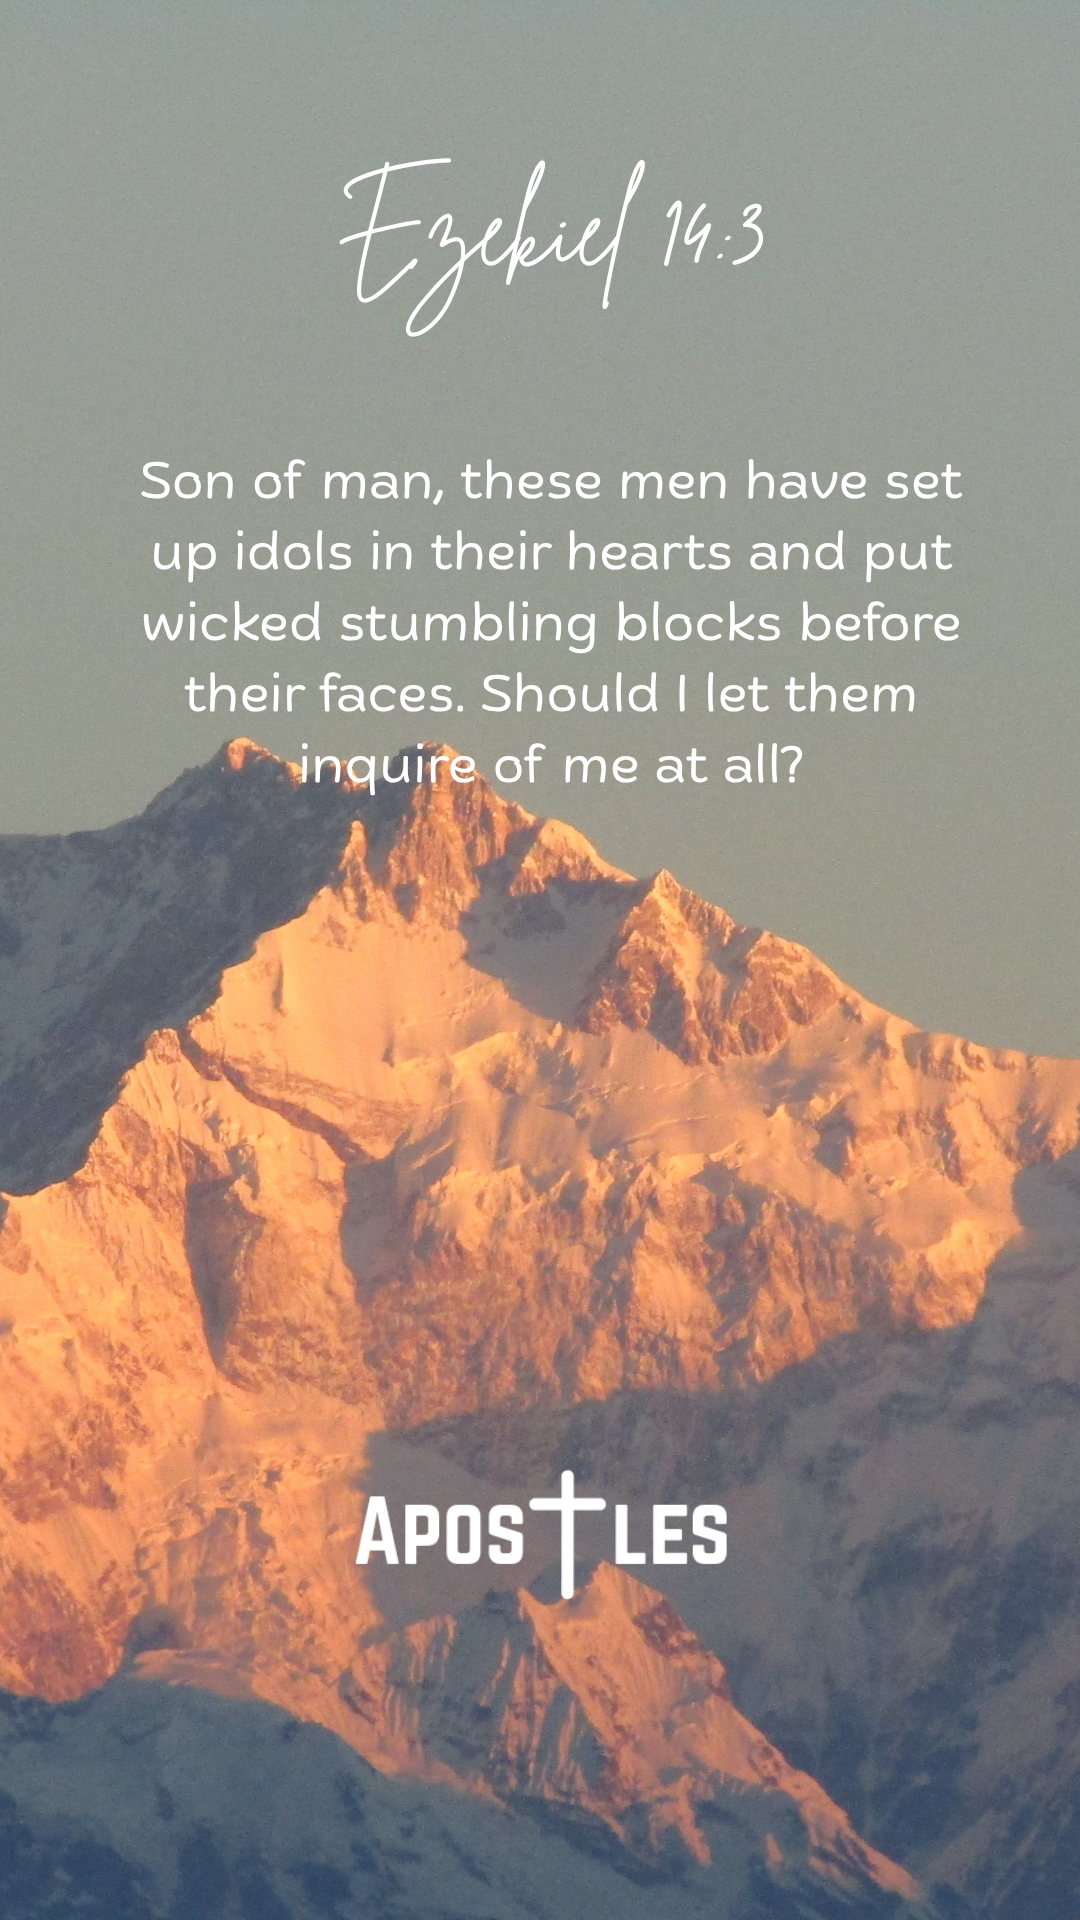 Ezekiel 14:3
Son of man, these men have set
up idols in their hearts and put
wicked stumbling blocks before
their faces. Should I let them
inquire of me at all?
APOSTLES